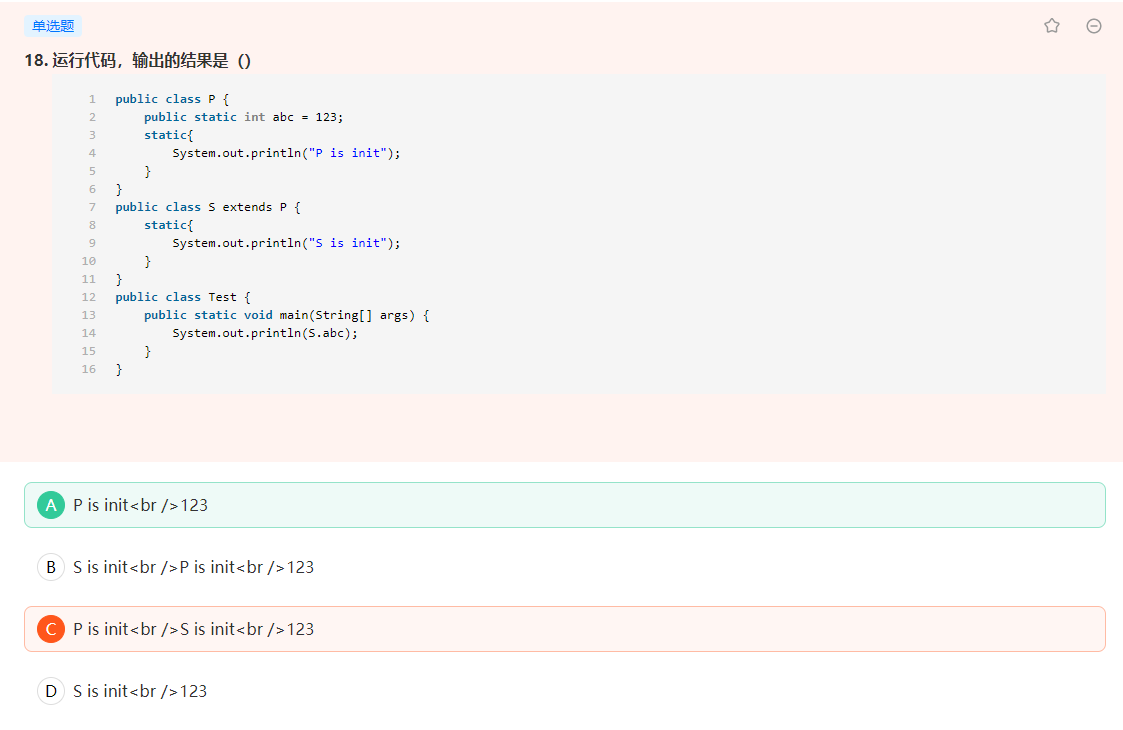 单选题
18. 运行代码，输出的结果是（）
1 public class P {
2     public static int abc = 123;
3     static{
4         System.out.println("P is init");
5     }
6 }
7 public class S extends P {
8     static{
9         System.out.println("S is init");
10     }
11 }
12 public class Test {
13     public static void main(String[] args) {
14         System.out.println(S.abc);
15     }
16 }
A P is init<br />123
B S is init<br />P is init<br />123
C P is init<br />S is init<br />123
D S is init<br />123